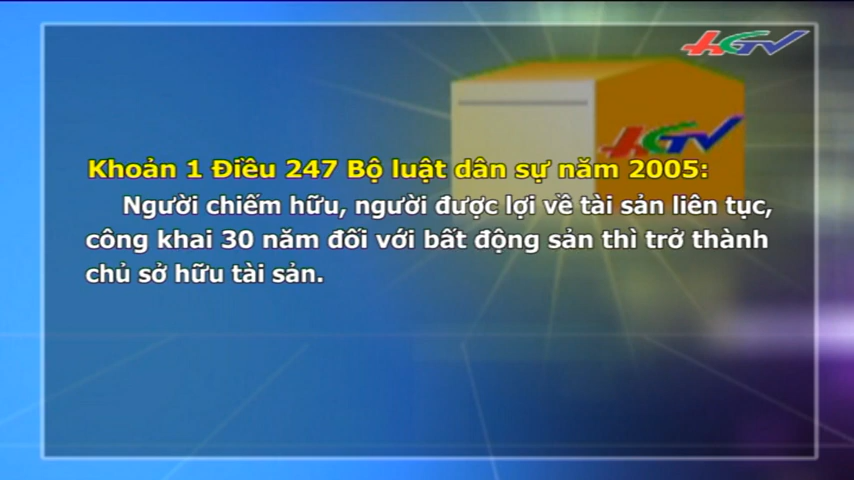 HGTV
HGTV
Khoản 1 Điều 247 Bộ luật dân sự năm 2005:
Người chiếm hữu, người được lợi về tài sản liên tục,
công khai 30 năm đối với bất động sản thì trở thành
chủ sở hữu tài sản.